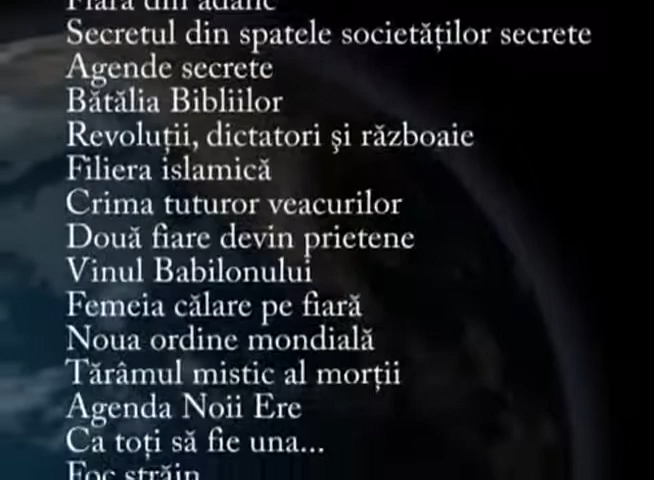 Fiara din adânc
Secretul din spatele societăților secrete
Agende secrete
Bătălia Bibliilor
Revoluții, dictatori şi războaie
Filiera islamică
Crima tuturor veacurilor
Două fiare devin prietene
Vinul Babilonului
Femeia călare pe fiară
Noua ordine mondială
Tărâmul mistic al morții
Agenda Noii Ere
Ca toți să fie una...
Foc străin